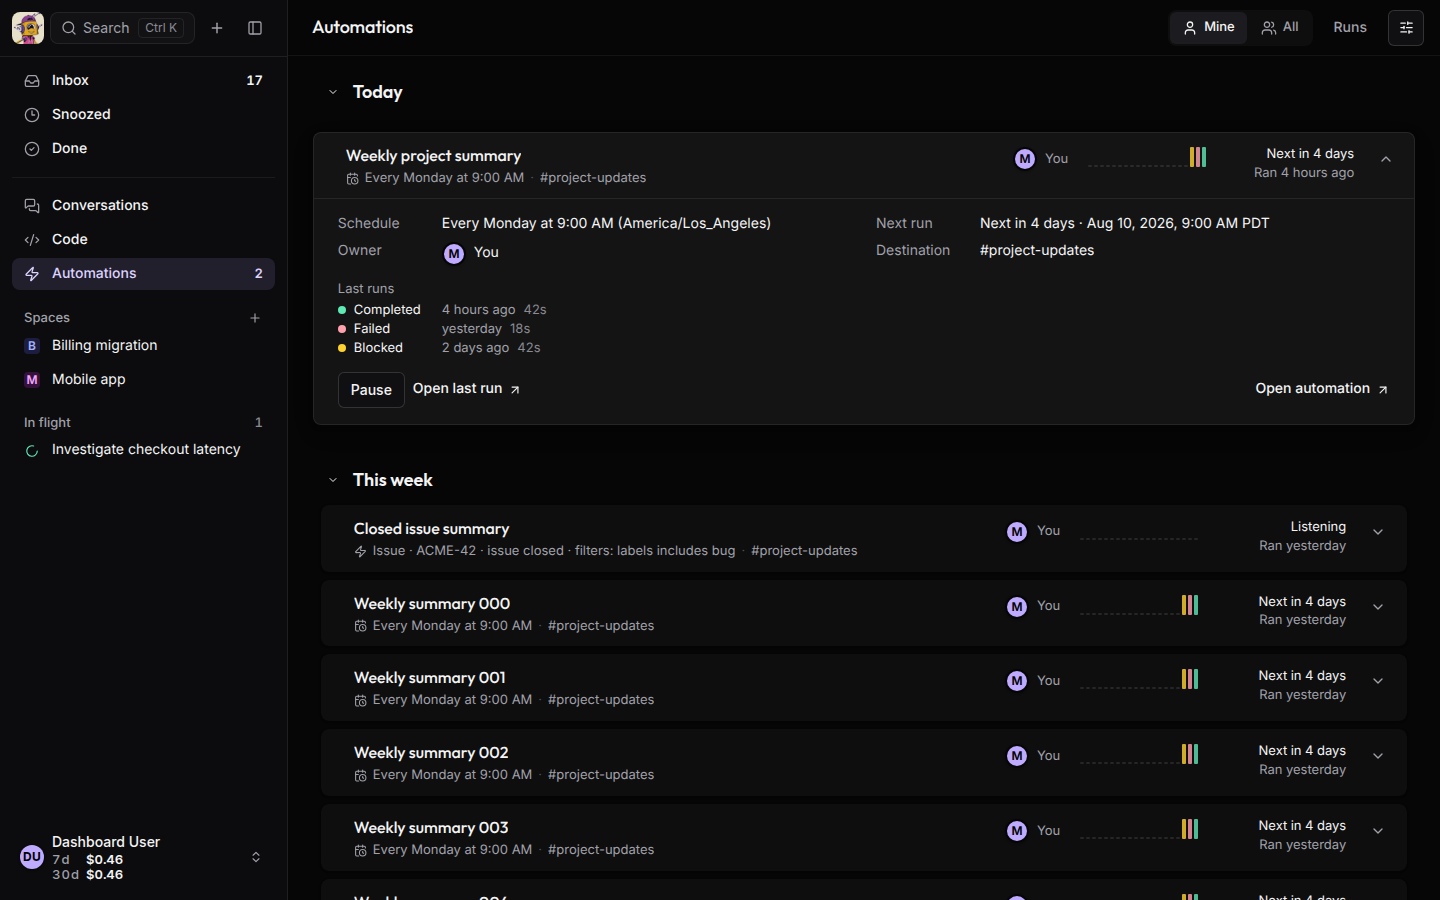 Search Ctrl K
Inbox 17
Snoozed
Done
Conversations
Code
Automations 2
Spaces
B Billing migration
M Mobile app
In flight 1
Investigate checkout latency
DU Dashboard User
7d $0.46
30d $0.46
Automations
Mine All Runs
Today
Weekly project summary
Every Monday at 9:00 AM · #project-updates
M You
Next in 4 days
Ran 4 hours ago
Schedule Every Monday at 9:00 AM (America/Los_Angeles)
Next run Next in 4 days · Aug 10, 2026, 9:00 AM PDT
Owner M You
Destination #project-updates
Last runs
Completed 4 hours ago 42s
Failed yesterday 18s
Blocked 2 days ago 42s
Pause Open last run Open automation
This week
Closed issue summary
Issue · ACME-42 · issue closed · filters: labels includes bug · #project-updates
M You
Listening
Ran yesterday
Weekly summary 000
Every Monday at 9:00 AM · #project-updates
M You
Next in 4 days
Ran yesterday
Weekly summary 001
Every Monday at 9:00 AM · #project-updates
M You
Next in 4 days
Ran yesterday
Weekly summary 002
Every Monday at 9:00 AM · #project-updates
M You
Next in 4 days
Ran yesterday
Weekly summary 003
Every Monday at 9:00 AM · #project-updates
M You
Next in 4 days
Ran yesterday